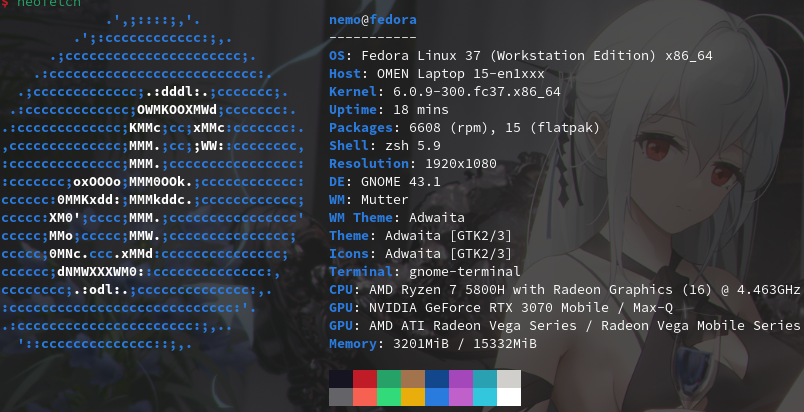 $ neofetch
.',;::::;,'.
.';:cccccccccccc:;,.
.;cccccccccccccccccccccc;.
.:cccccccccccccccccccccccccc:.
.;ccccccccccccc;.:dddl:.;ccccccc;.
.:ccccccccccccc;OWMKOOXMWd;ccccccc:.
.:ccccccccccccc;KMMc;cc;xMMc:ccccccc:.
,cccccccccccccc;MMM.;cc;;WW::cccccccc,
:cccccccccccccc;MMM.;cccccccccccccccc:
:ccccccc;oxOOOo;MMM0OOk.;cccccccccccc:
cccccc:0MMKxdd:;MMMkddc.;cccccccccccc;
ccccc:XM0';cccc;MMM.;cccccccccccccccc'
ccccc;MMo;ccccc;MMW.;ccccccccccccccc;
ccccc;0MNc.ccc.xMMd:ccccccccccccccc;
cccccc;dNMWXXXWM0::cccccccccccccc:,
cccccccc;.:odl:.;cccccccccccccc:,.
:cccccccccccccccccccccccccccc:'.
.:cccccccccccccccccccccc:;,..
'::cccccccccccccc::;,.
nemo@fedora
-----------
OS: Fedora Linux 37 (Workstation Edition) x86_64
Host: OMEN Laptop 15-en1xxx
Kernel: 6.0.9-300.fc37.x86_64
Uptime: 18 mins
Packages: 6608 (rpm), 15 (flatpak)
Shell: zsh 5.9
Resolution: 1920x1080
DE: GNOME 43.1
WM: Mutter
WM Theme: Adwaita
Theme: Adwaita [GTK2/3]
Icons: Adwaita [GTK2/3]
Terminal: gnome-terminal
CPU: AMD Ryzen 7 5800H with Radeon Graphics (16) @ 4.463GHz
GPU: NVIDIA GeForce RTX 3070 Mobile / Max-Q
GPU: AMD ATI Radeon Vega Series / Radeon Vega Mobile Series
Memory: 3201MiB / 15332MiB